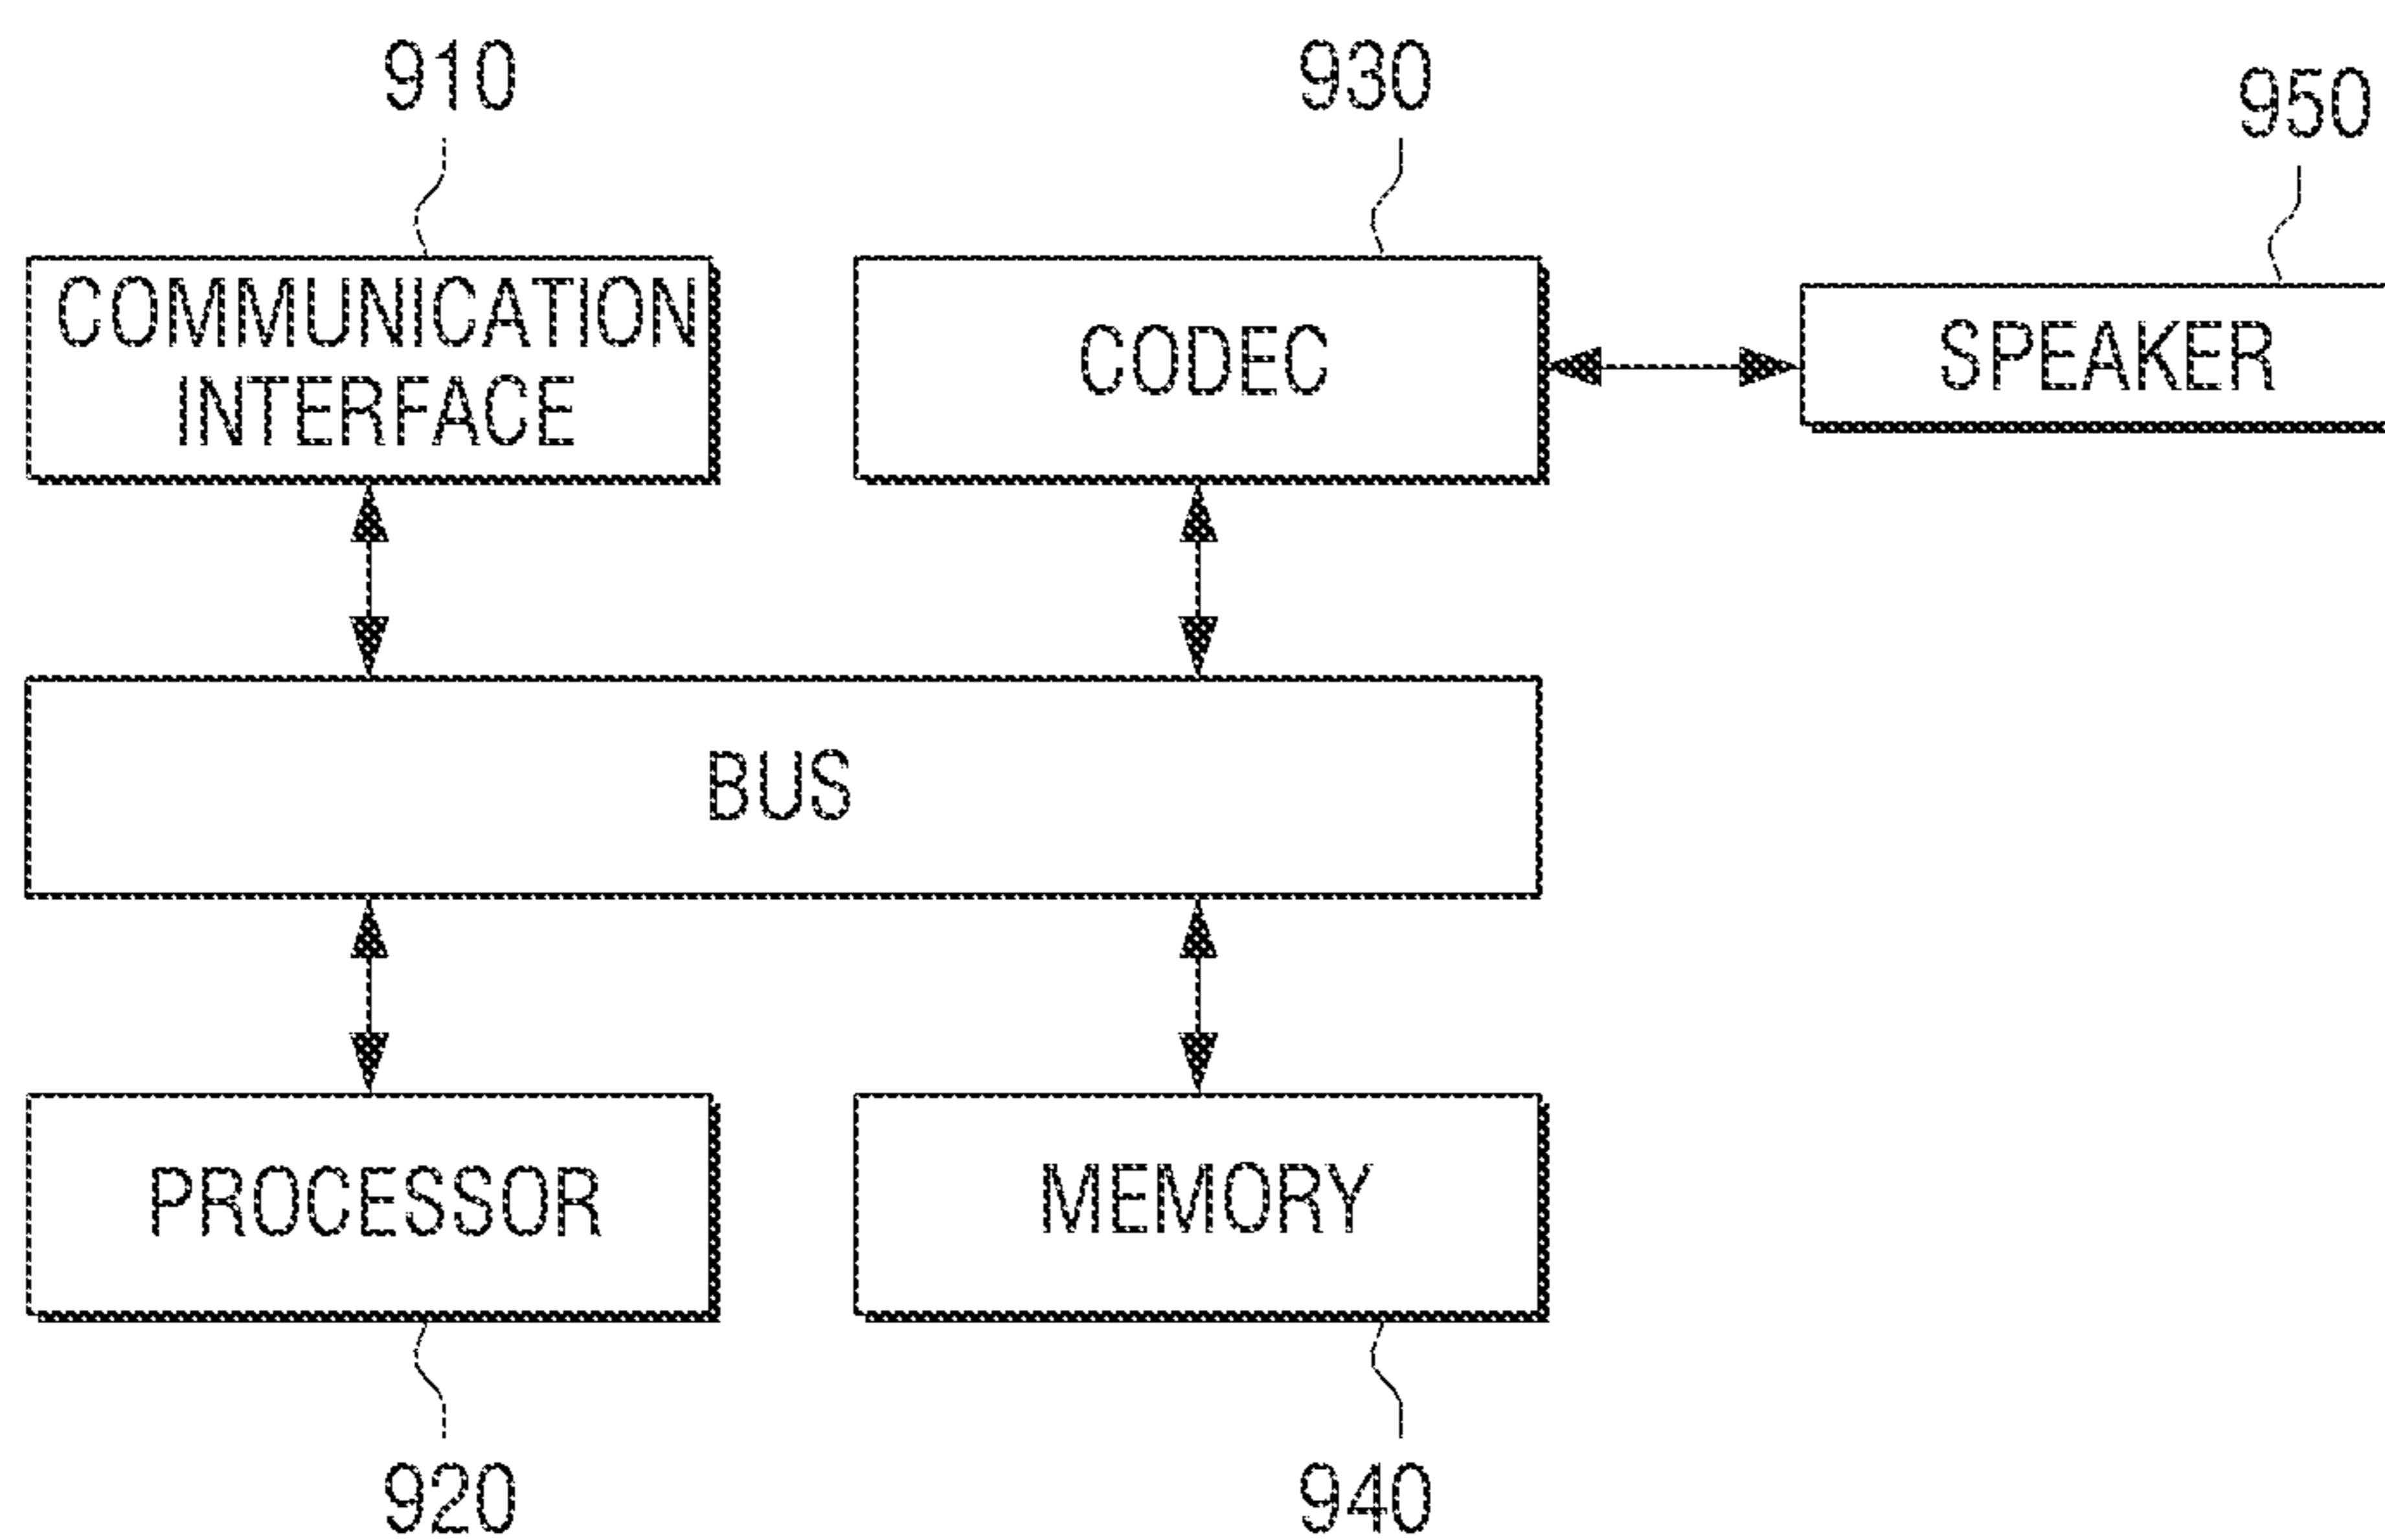 910
930
950
COMMUNICATION
INTERFACE
CODEC
SPEAKER
BUS
PROCESSOR
MEMORY
920
940